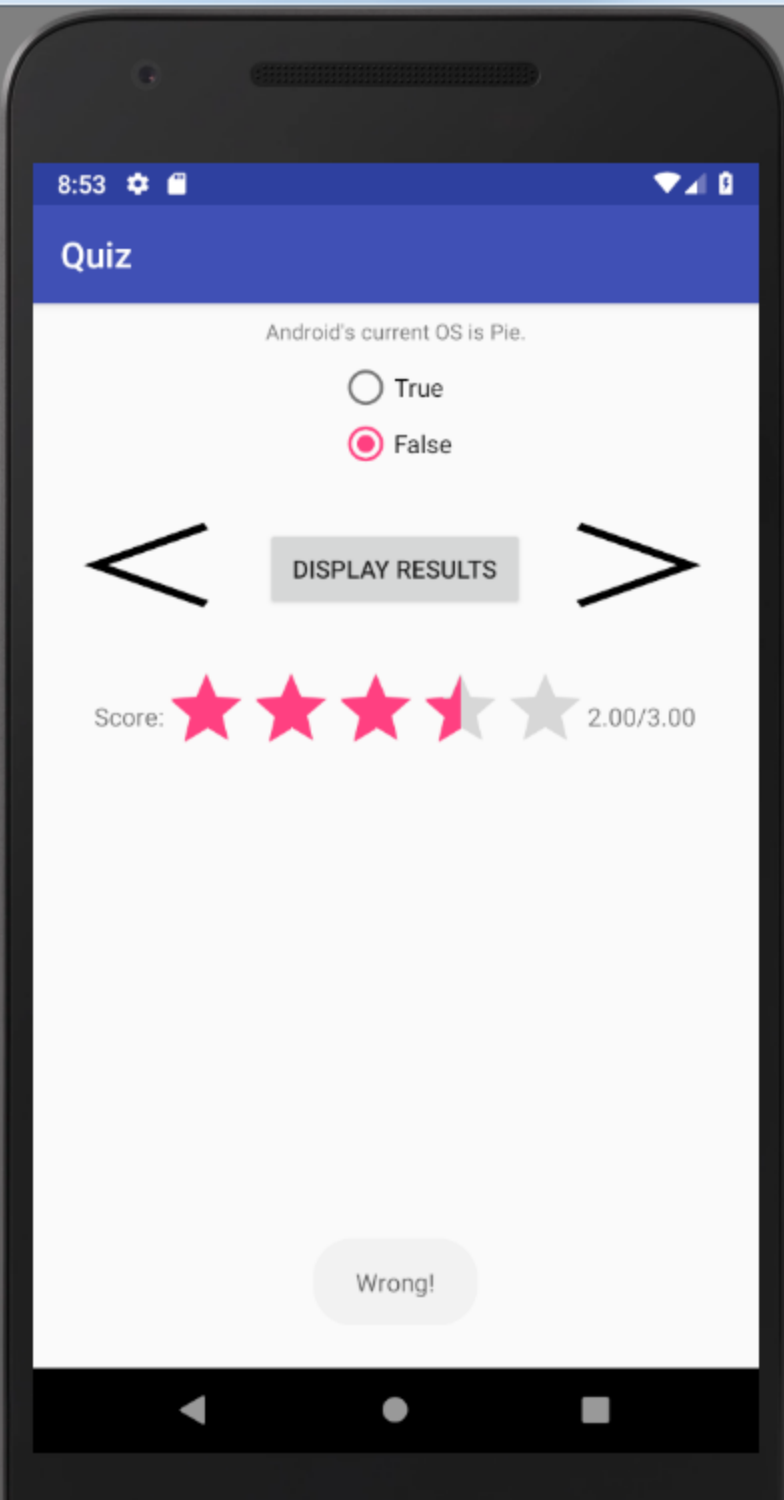 8:53
Quiz
Android's current OS is Pie.
True
False
DISPLAY RESULTS
Score: 2.00/3.00
Wrong!